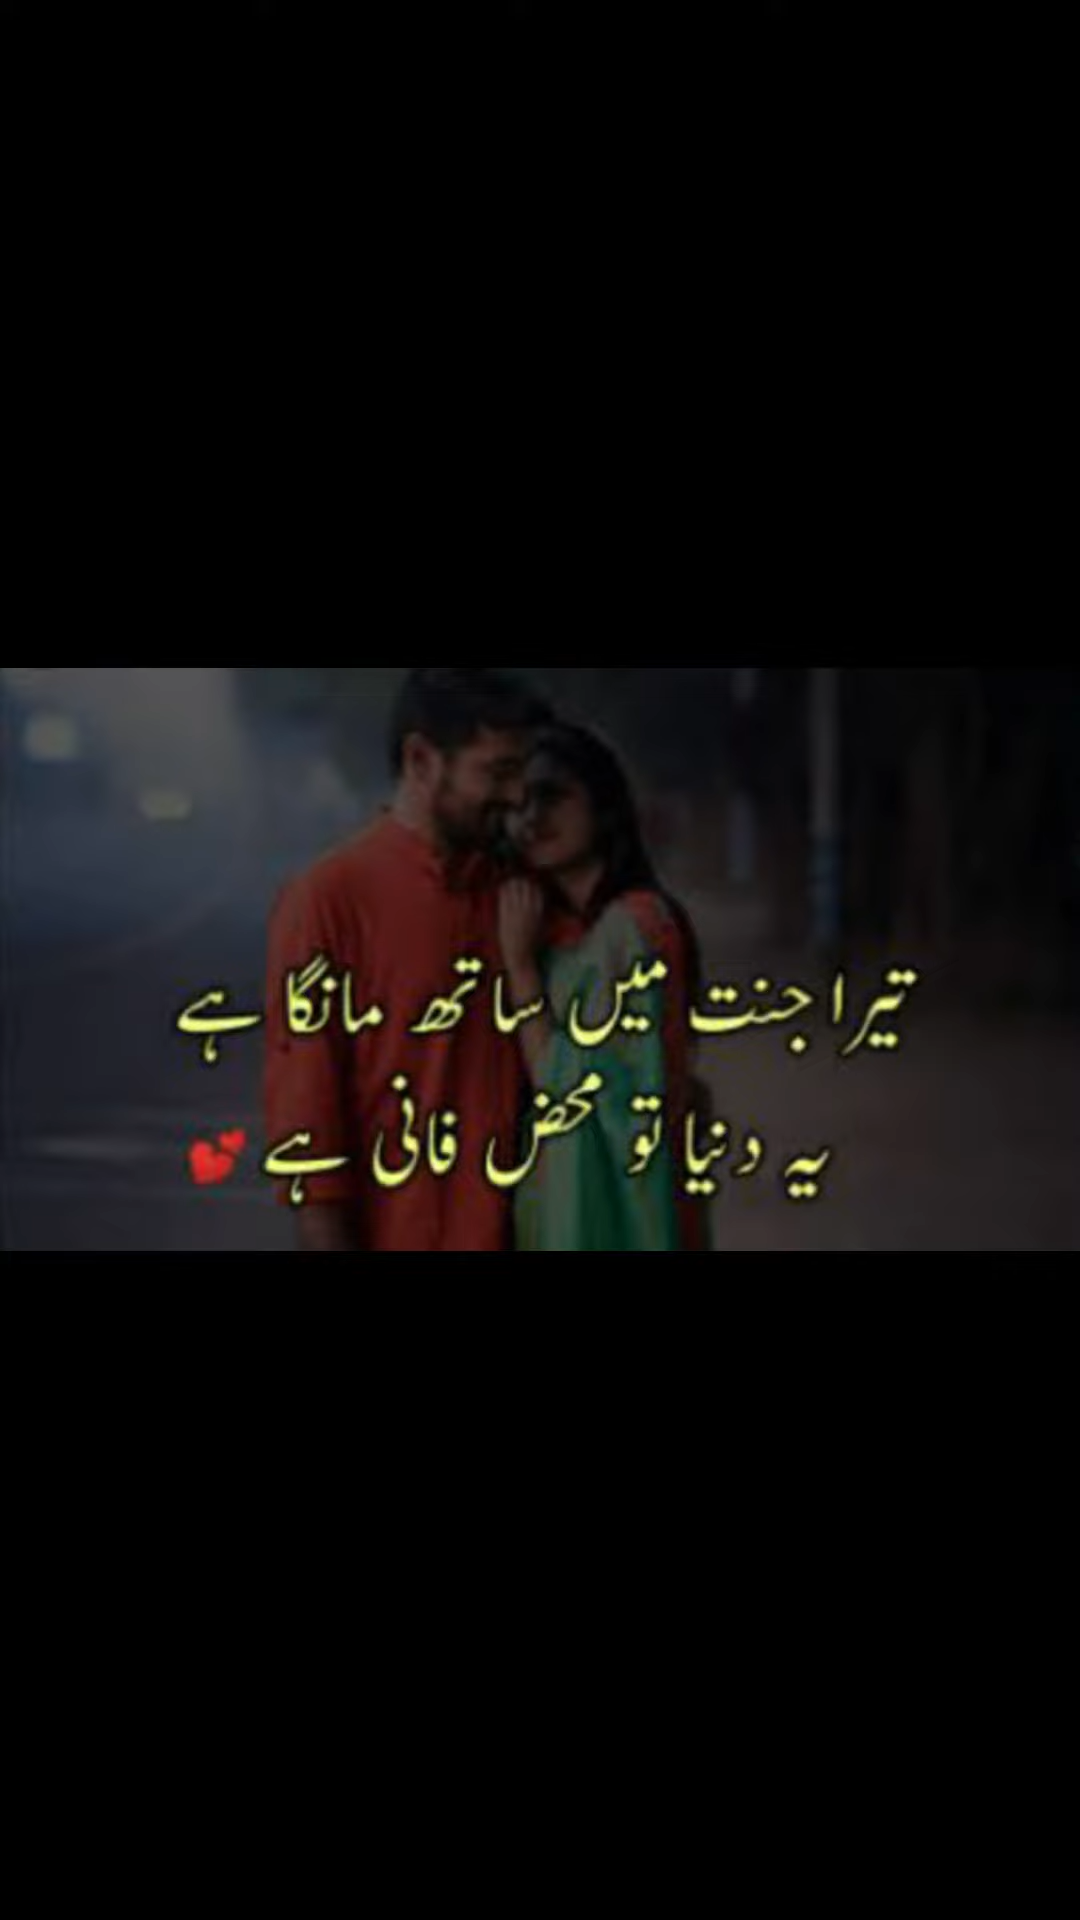 تیرا جنت میں ساتھ مانگا ہے
یہ دنیا تو محض فانی ہے 💕